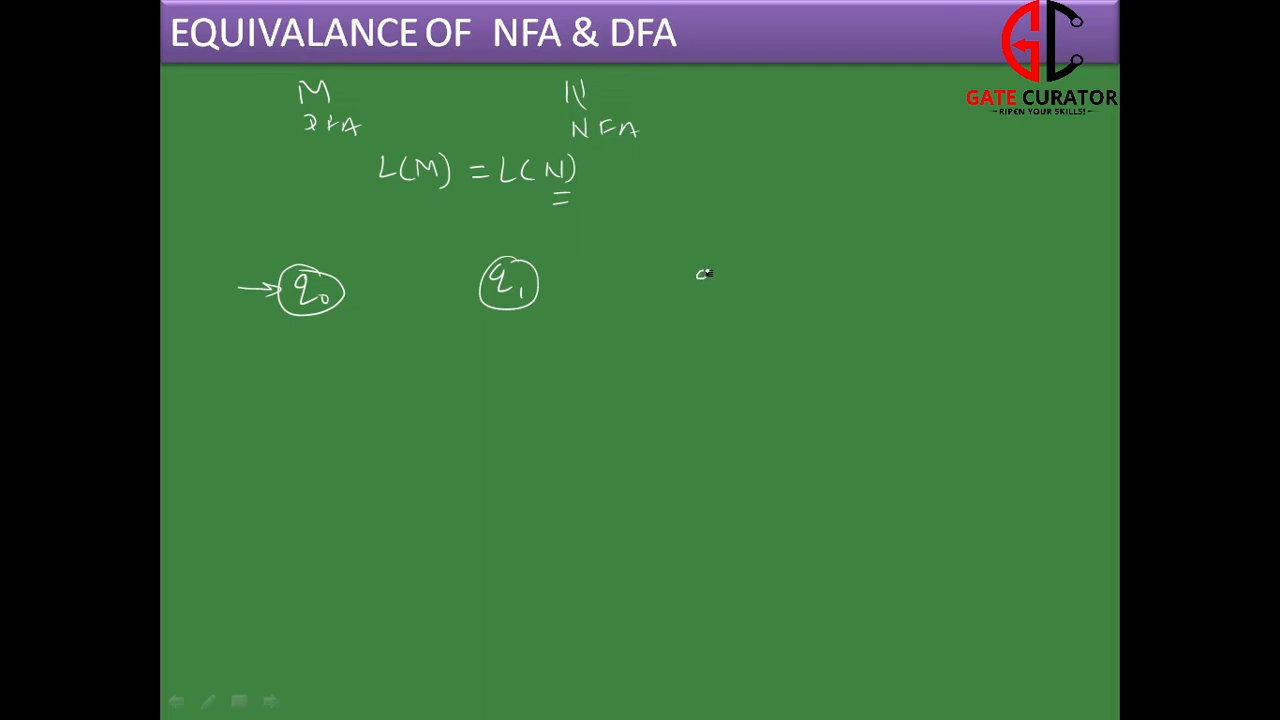 EQUIVALANCE OF NFA & DFA
GATE CURATOR
RIPEN YOUR SKILLS!
M N
DFA NFA
L(M) = L(N)
q0 q1